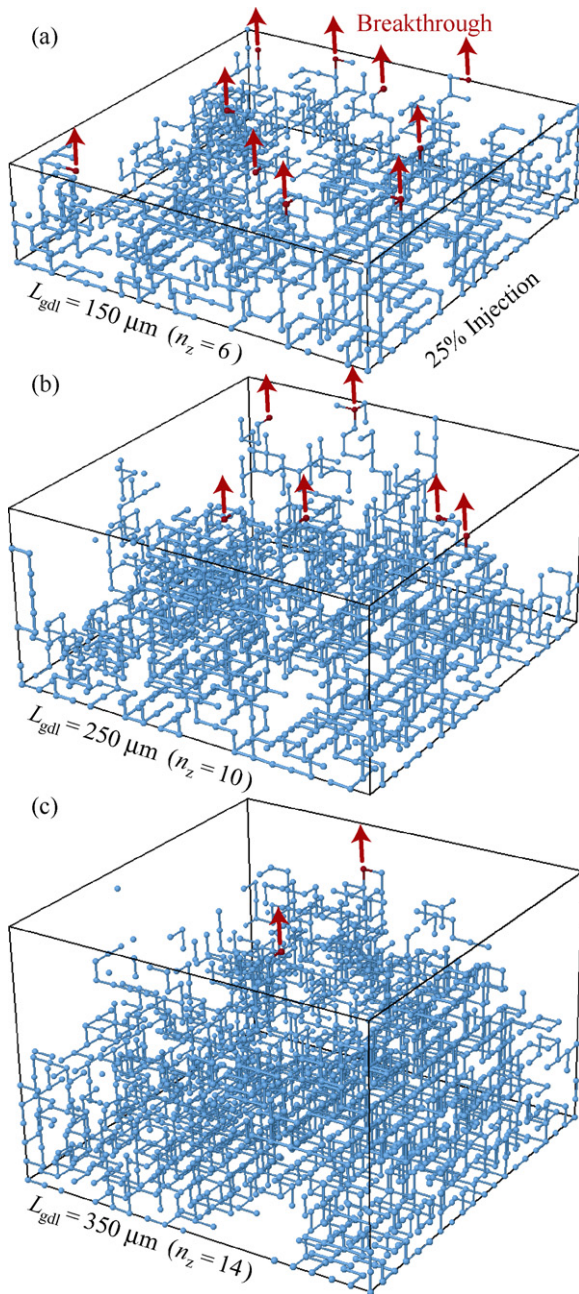 (a)
Breakthrough
L_gdl = 150 μm (n_z = 6)
25% Injection
(b)
L_gdl = 250 μm (n_z = 10)
(c)
L_gdl = 350 μm (n_z = 14)